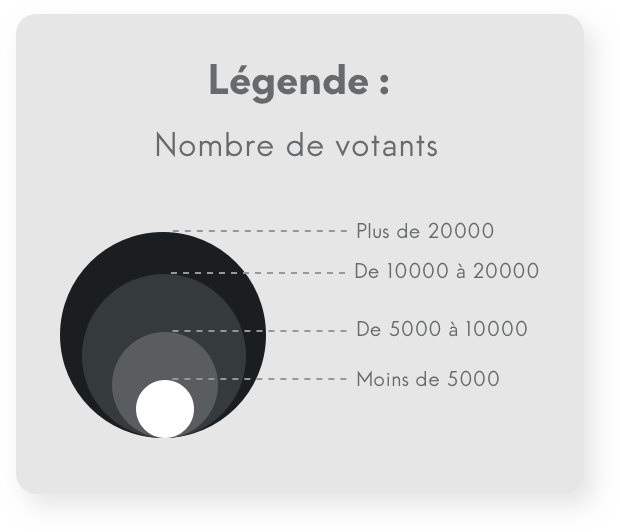 Légende :
Nombre de votants
Plus de 20000
De 10000 à 20000
De 5000 à 10000
Moins de 5000